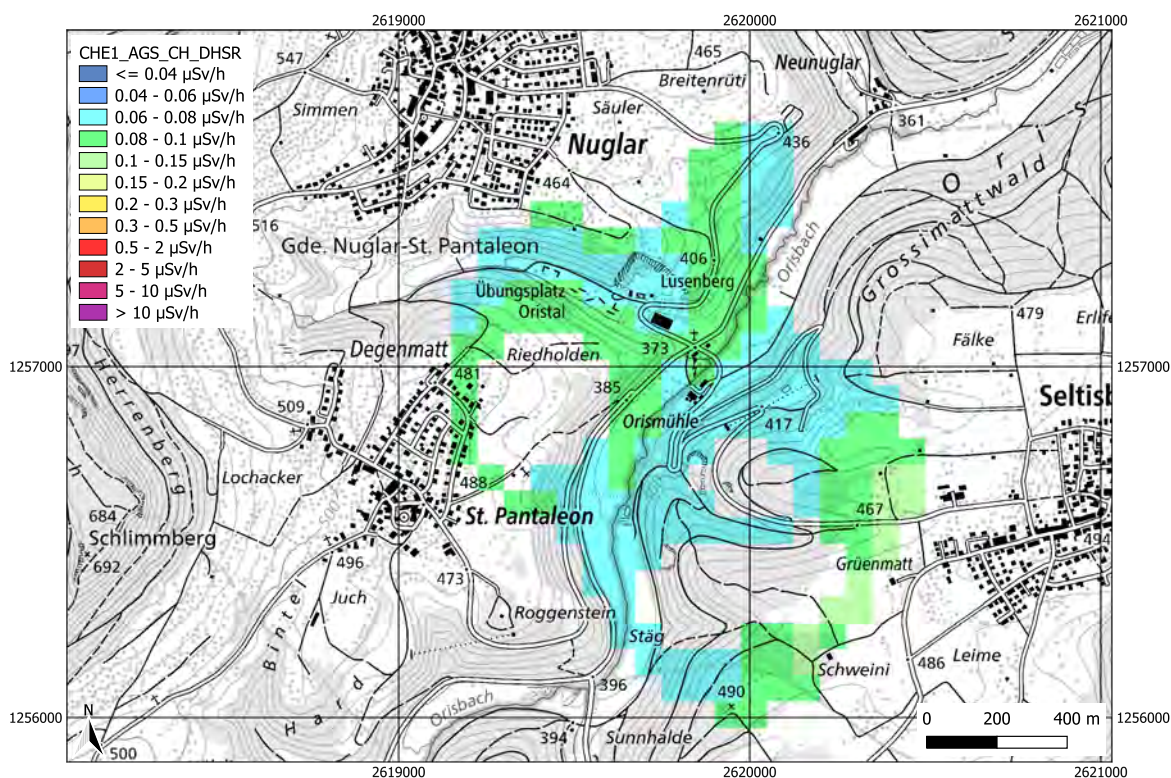 2619000
2620000
2621000
CHE1_AGS_CH_DHSR
<= 0.04 µSv/h
0.04 - 0.06 µSv/h
0.06 - 0.08 µSv/h
0.08 - 0.1 µSv/h
0.1 - 0.15 µSv/h
0.15 - 0.2 µSv/h
0.2 - 0.3 µSv/h
0.3 - 0.5 µSv/h
0.5 - 2 µSv/h
2 - 5 µSv/h
5 - 10 µSv/h
> 10 µSv/h
547
Simmen
465
Breitenrüti
Neunuglar
Säuler
361
Nuglar
436
Oris
464
Grossimattwald
516
Gde. Nuglar-St. Pantaleon
Orisbach
406
Lusenberg
Übungsplatz
Oristal
479
Erlife
Fälke
373
Degenmatt
Riedholden
1257000
1257000
97
481
385
Herrenberg
509
Orismühle
417
Seltisb
h
Lochacker
488
500
684
St. Pantaleon
467
Schlimmberg
692
496
494
Grüenmatt
473
Juch
Roggenstein
Bintel
Stäg
Schweini
486
Leime
396
490
Hard
Orisbach
1256000
1256000
N
500
394
Sunnhalde
0
200
400 m
2619000
2620000
2621000